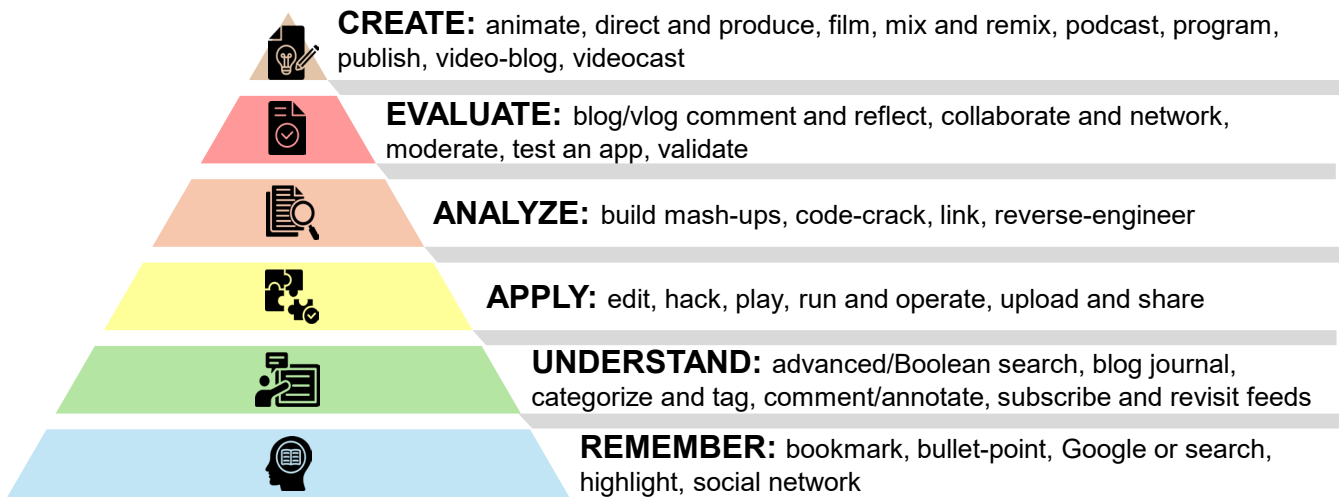 CREATE: animate, direct and produce, film, mix and remix, podcast, program,
publish, video-blog, videocast
EVALUATE: blog/vlog comment and reflect, collaborate and network,
moderate, test an app, validate
ANALYZE: build mash-ups, code-crack, link, reverse-engineer
APPLY: edit, hack, play, run and operate, upload and share
UNDERSTAND: advanced/Boolean search, blog journal,
categorize and tag, comment/annotate, subscribe and revisit feeds
REMEMBER: bookmark, bullet-point, Google or search,
highlight, social network